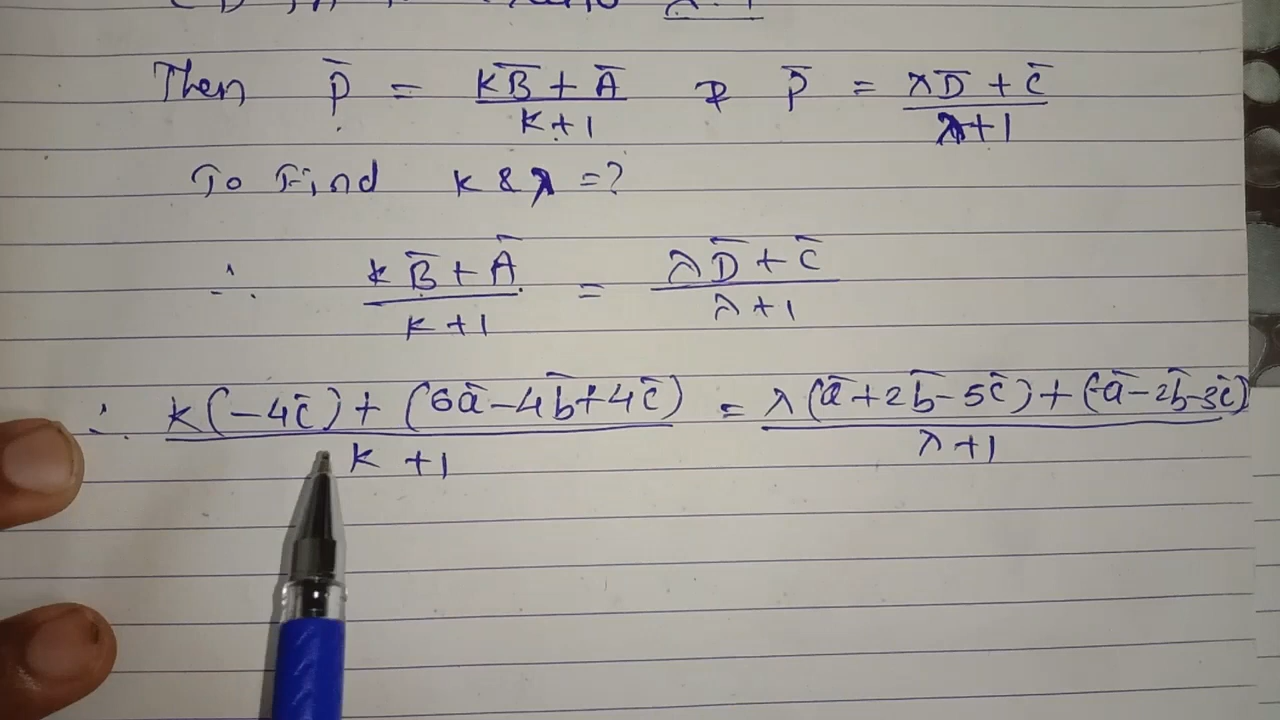 Then P̄ = kB̄ + Ā / k+1 & P̄ = λD̄ + C̄ / λ+1
To Find k & λ = ?
∴ kB̄ + Ā / k+1 = λD̄ + C̄ / λ+1
∴ k(-4c̄) + (6ā-4b̄+4c̄) / k+1 = λ(ā+2b̄-5c̄) + (-ā-2b̄-3c̄) / λ+1